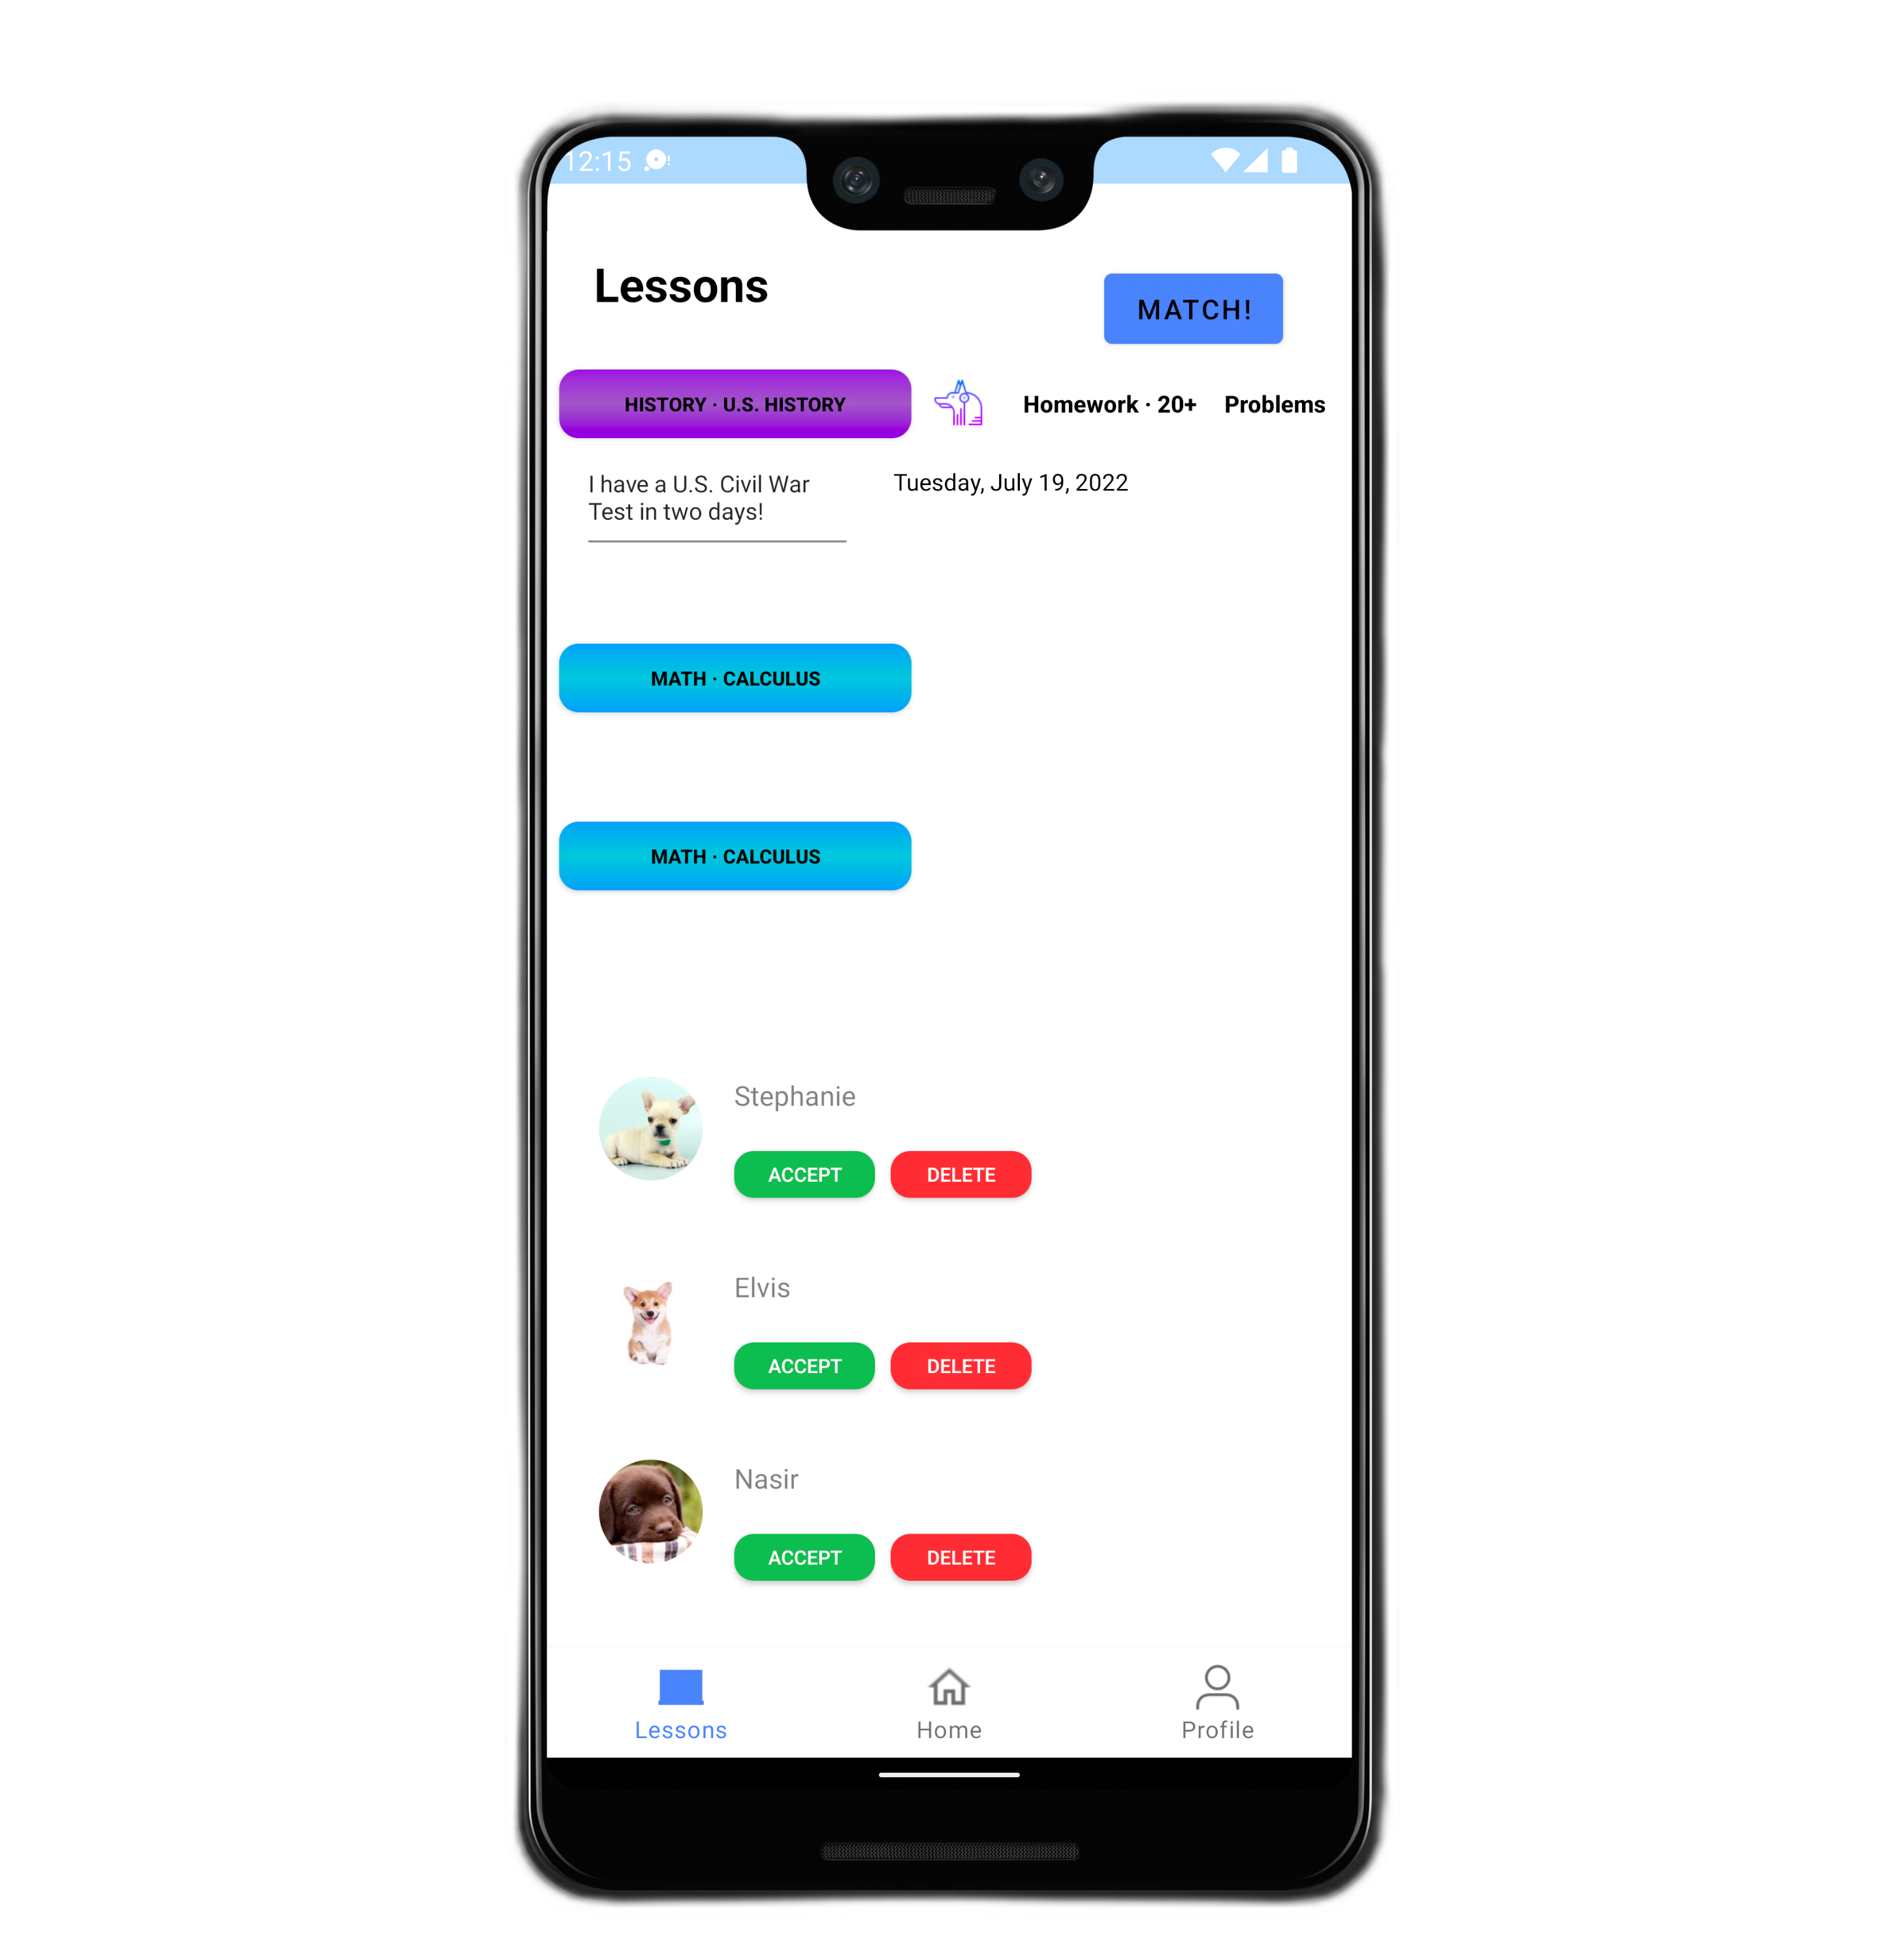 12:15
Lessons
MATCH!
HISTORY · U.S. HISTORY
Homework · 20+ Problems
I have a U.S. Civil War
Test in two days!
Tuesday, July 19, 2022
MATH · CALCULUS
MATH · CALCULUS
Stephanie
ACCEPT DELETE
Elvis
ACCEPT DELETE
Nasir
ACCEPT DELETE
Lessons Home Profile